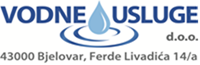 VODNE USLUGE
d.o.o.
43000 Bjelovar, Ferde Livadića 14/a